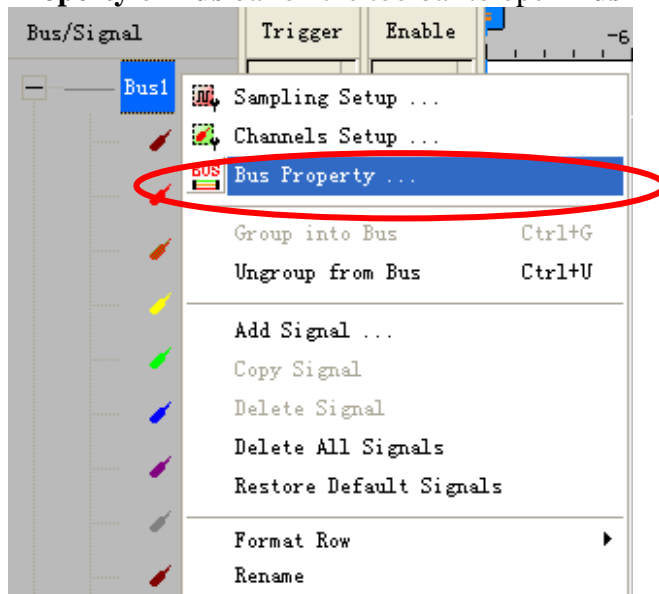 Bus/Signal Trigger Enable -6
Bus1
Sampling Setup ...
Channels Setup ...
BUS Bus Property ...
Group into Bus Ctrl+G
Ungroup from Bus Ctrl+U
Add Signal ...
Copy Signal
Delete Signal
Delete All Signals
Restore Default Signals
Format Row
Rename